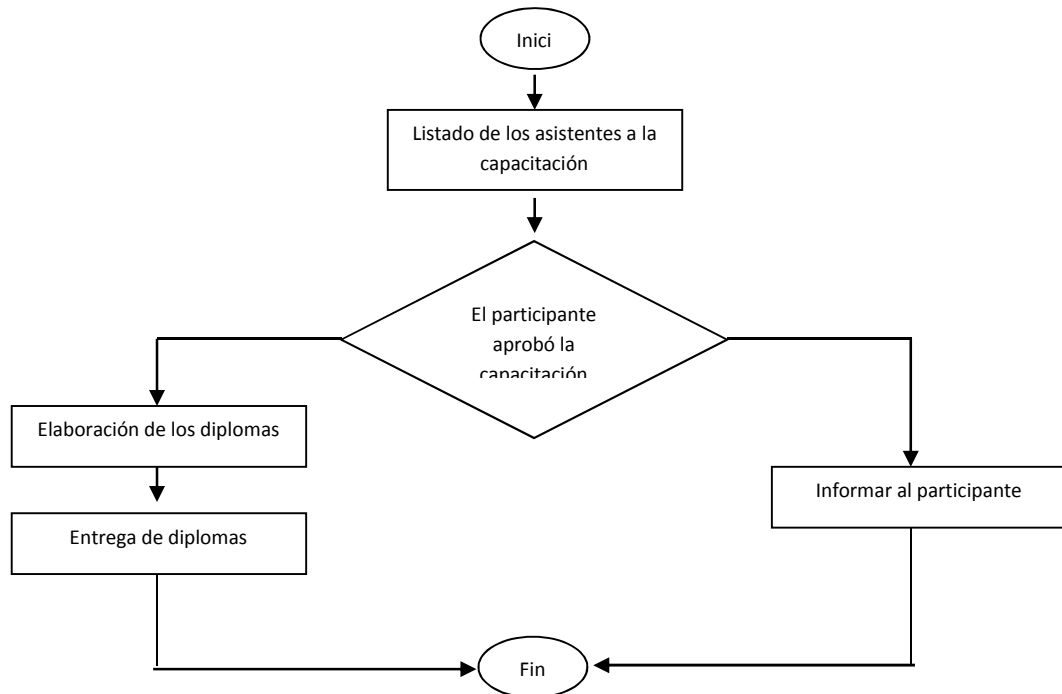 Inici
Listado de los asistentes a la
capacitación
El participante
aprobó la
capacitación
Elaboración de los diplomas
Informar al participante
Entrega de diplomas
Fin